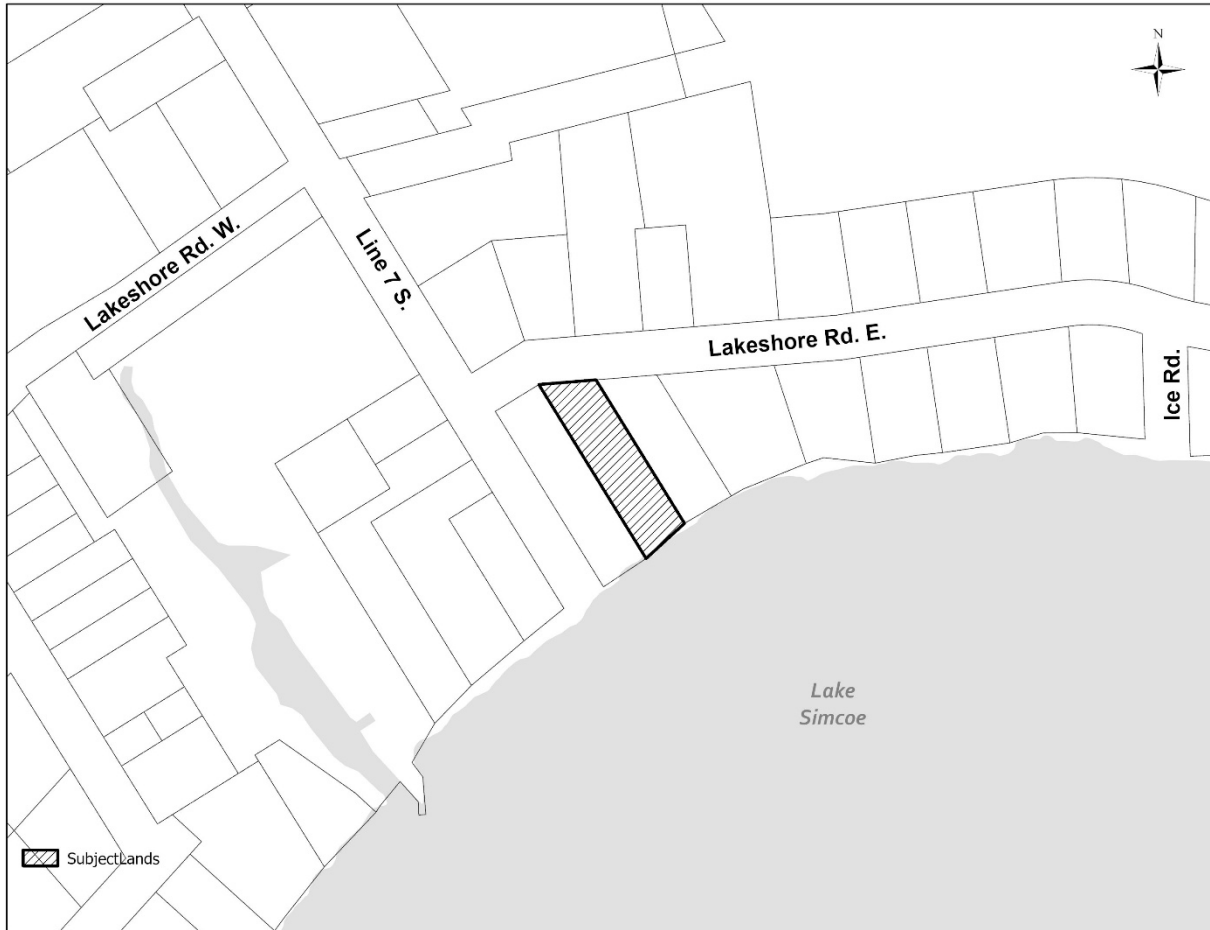 N
Lakeshore Rd. W.
Line 7 S.
Lakeshore Rd. E.
Ice Rd.
Lake
Simcoe
SubjectLands